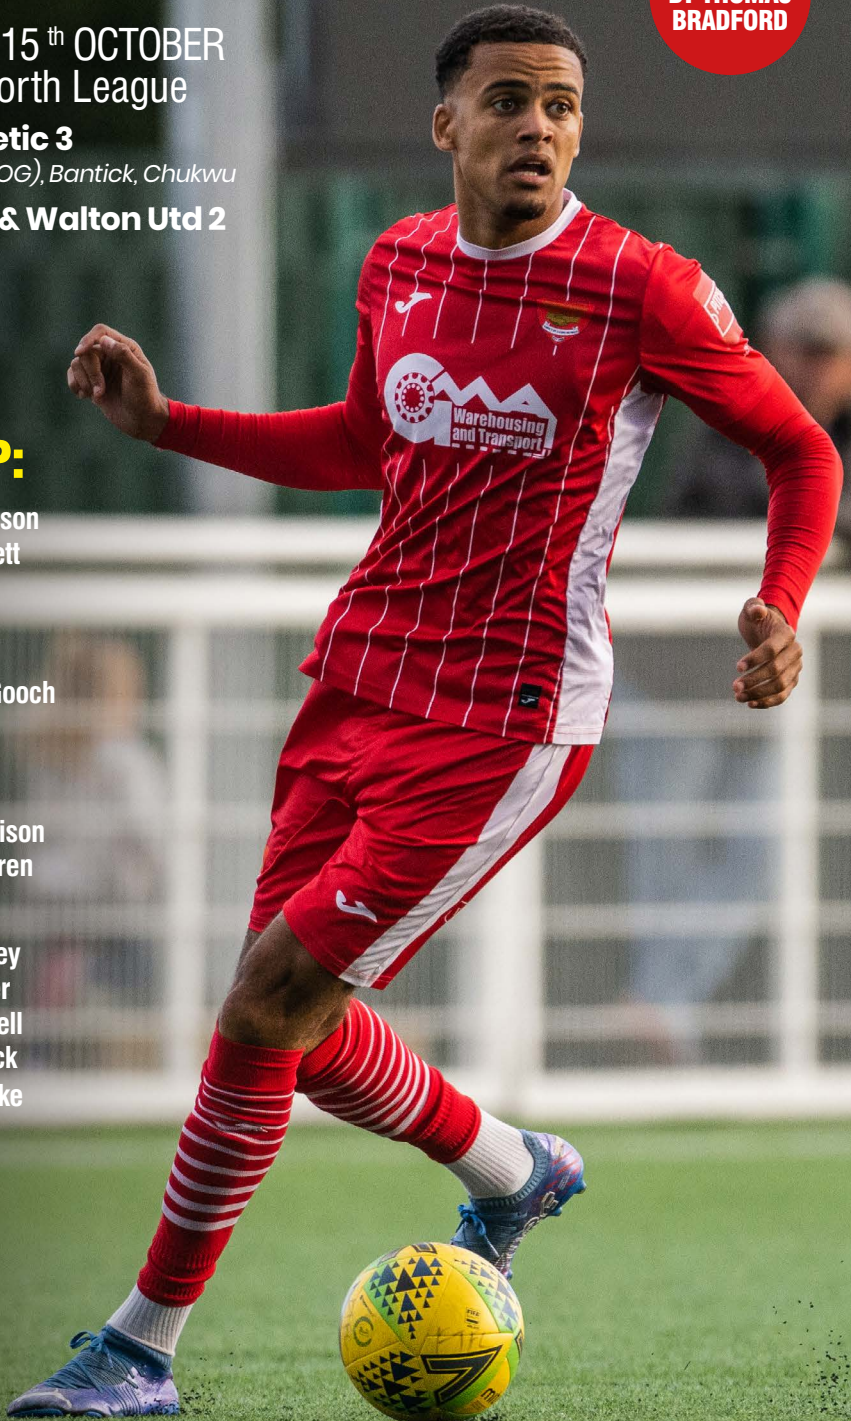 BRADFORD
15 th OCTOBER
orth League
etic 3
OG), Bantick, Chukwu
& Walton Utd 2
Warehousing
and Transport
P:
son
ett
Gooch
ison
ren
ey
er
ell
ck
ke